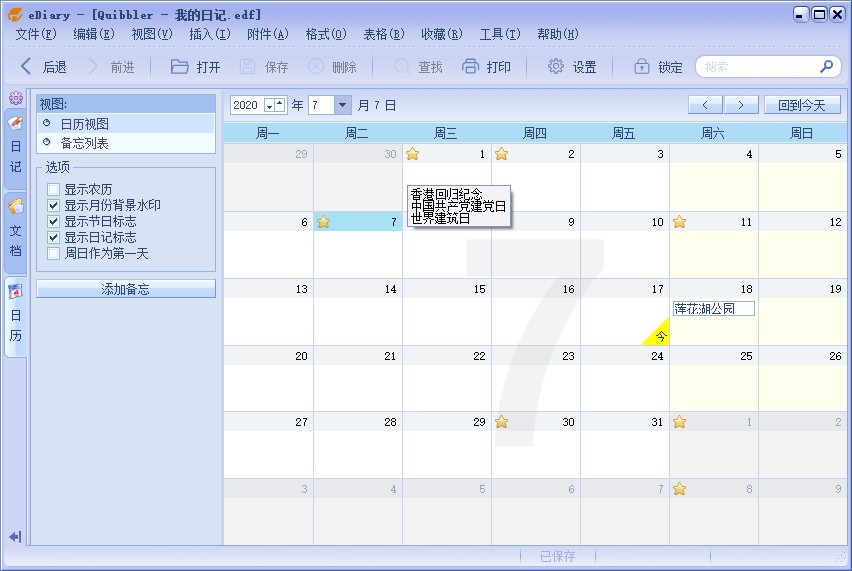 eDiary - [Quibbler - 我的日记.edf]
文件(F) 编辑(E) 视图(V) 插入(I) 附件(A) 格式(O) 表格(B) 收藏(R) 工具(T) 帮助(H)
后退 前进 打开 保存 删除 查找 打印 设置 锁定 搜索
日记
文档
日历
视图:
日历视图
备忘列表
选项
显示农历
显示月份背景水印
显示节日标志
显示日记标志
周日作为第一天
添加备忘
2020 年 7 月 7 日 回到今天
周一 周二 周三 周四 周五 周六 周日
29 30 1 2 3 4 5
香港回归纪念
中国共产党建党日
世界建筑日
6 7 9 10 11 12
7
13 14 15 16 17 18 19
莲花湖公园
今
20 21 22 23 24 25 26
27 28 29 30 31 1 2
3 4 5 6 7 8 9
已保存